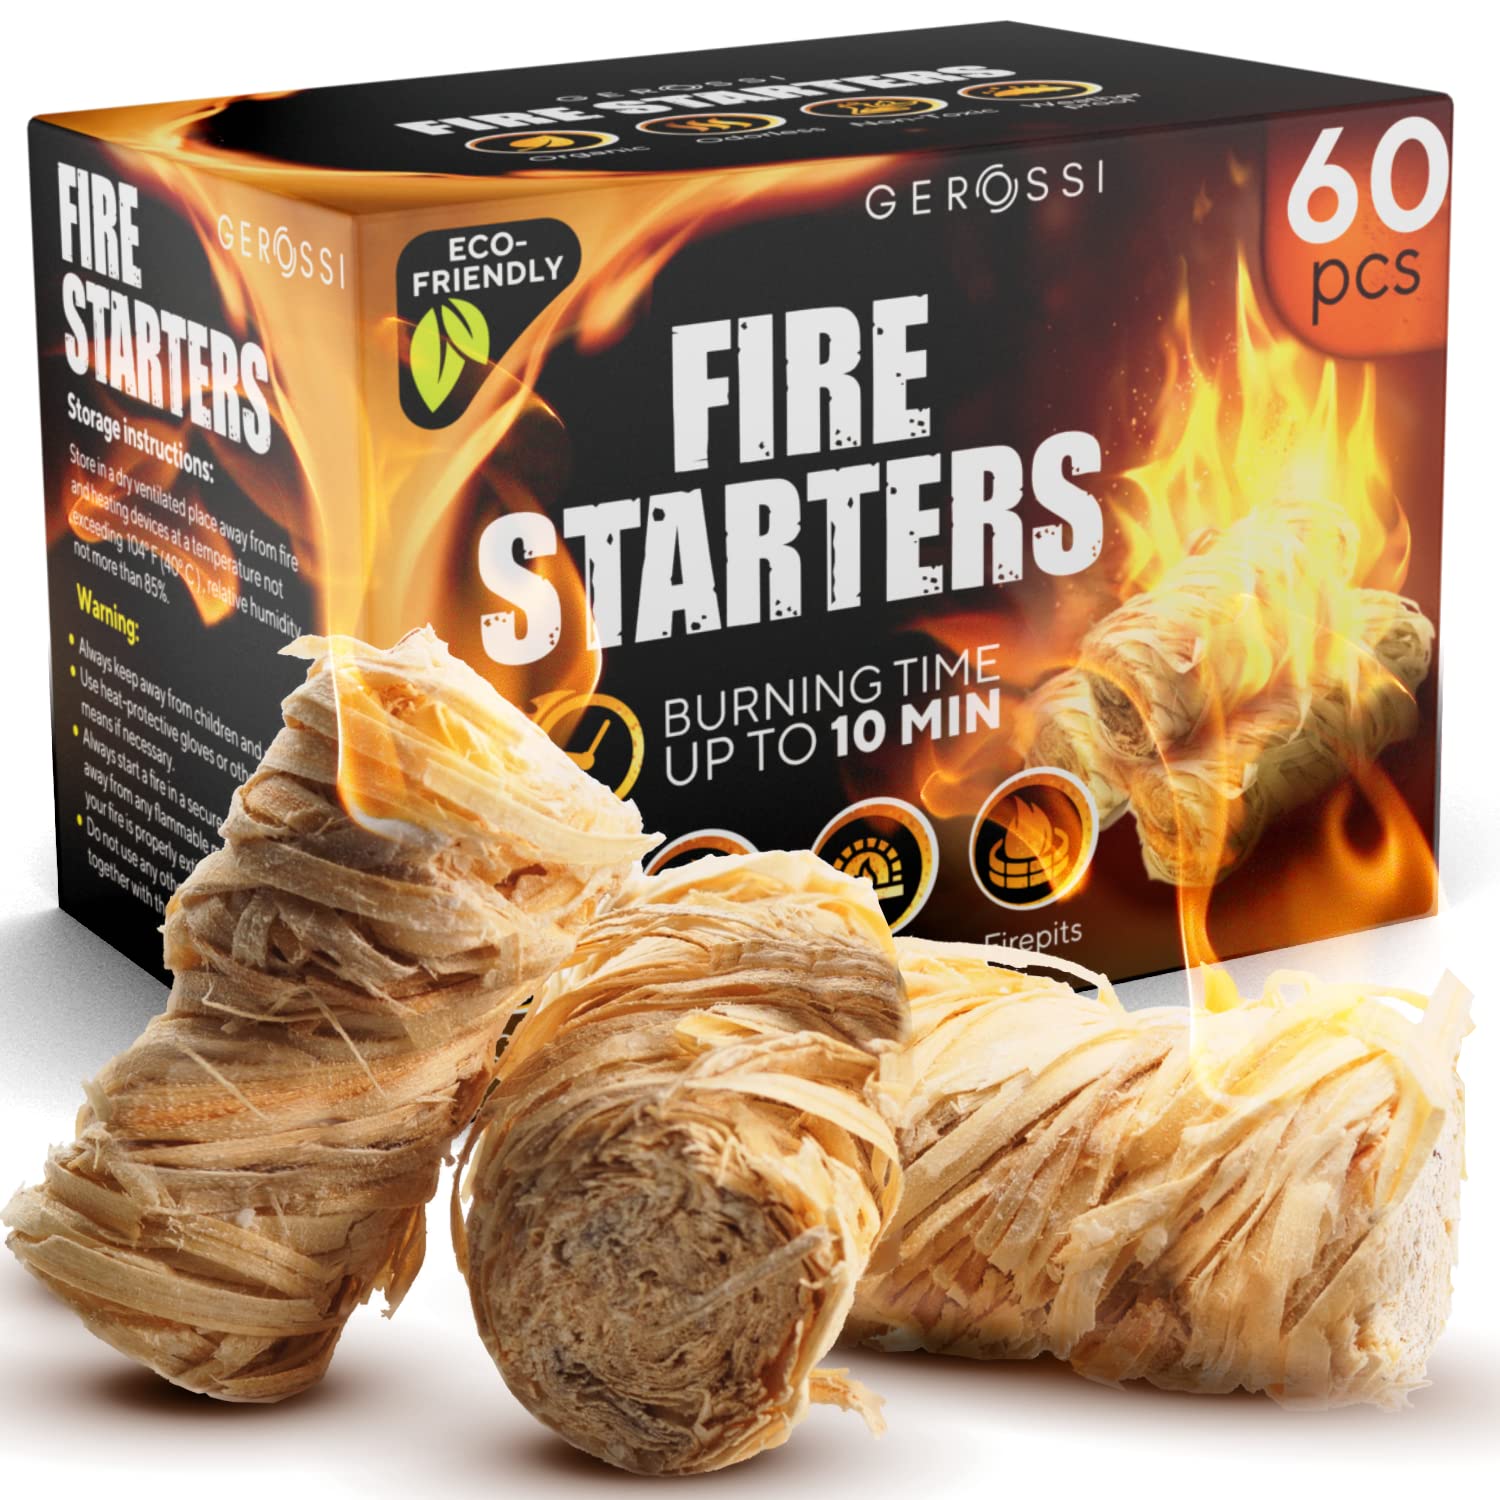 GEROSSI
FIRE STARTERS
Organic
Odorless
Non-Toxic
Weather
Proof
60
pcs
GEROSSI
ECO-
FRIENDLY
FIRE
STARTERS
BURNING TIME
UP TO 10 MIN
Firepits
FIRE
GEROSSI
STARTERS
Storage instructions:
Store in a dry ventilated place away from fire
and heating devices at a temperature not
exceeding 104°F (40°C), relative humidity
not more than 85%.
Warning:
• Always keep away from children and
• Use heat-protective gloves or
means if necessary.
• Always start a fire in a secure
away from any flammable
your fire is properly
• Do not use any
together with